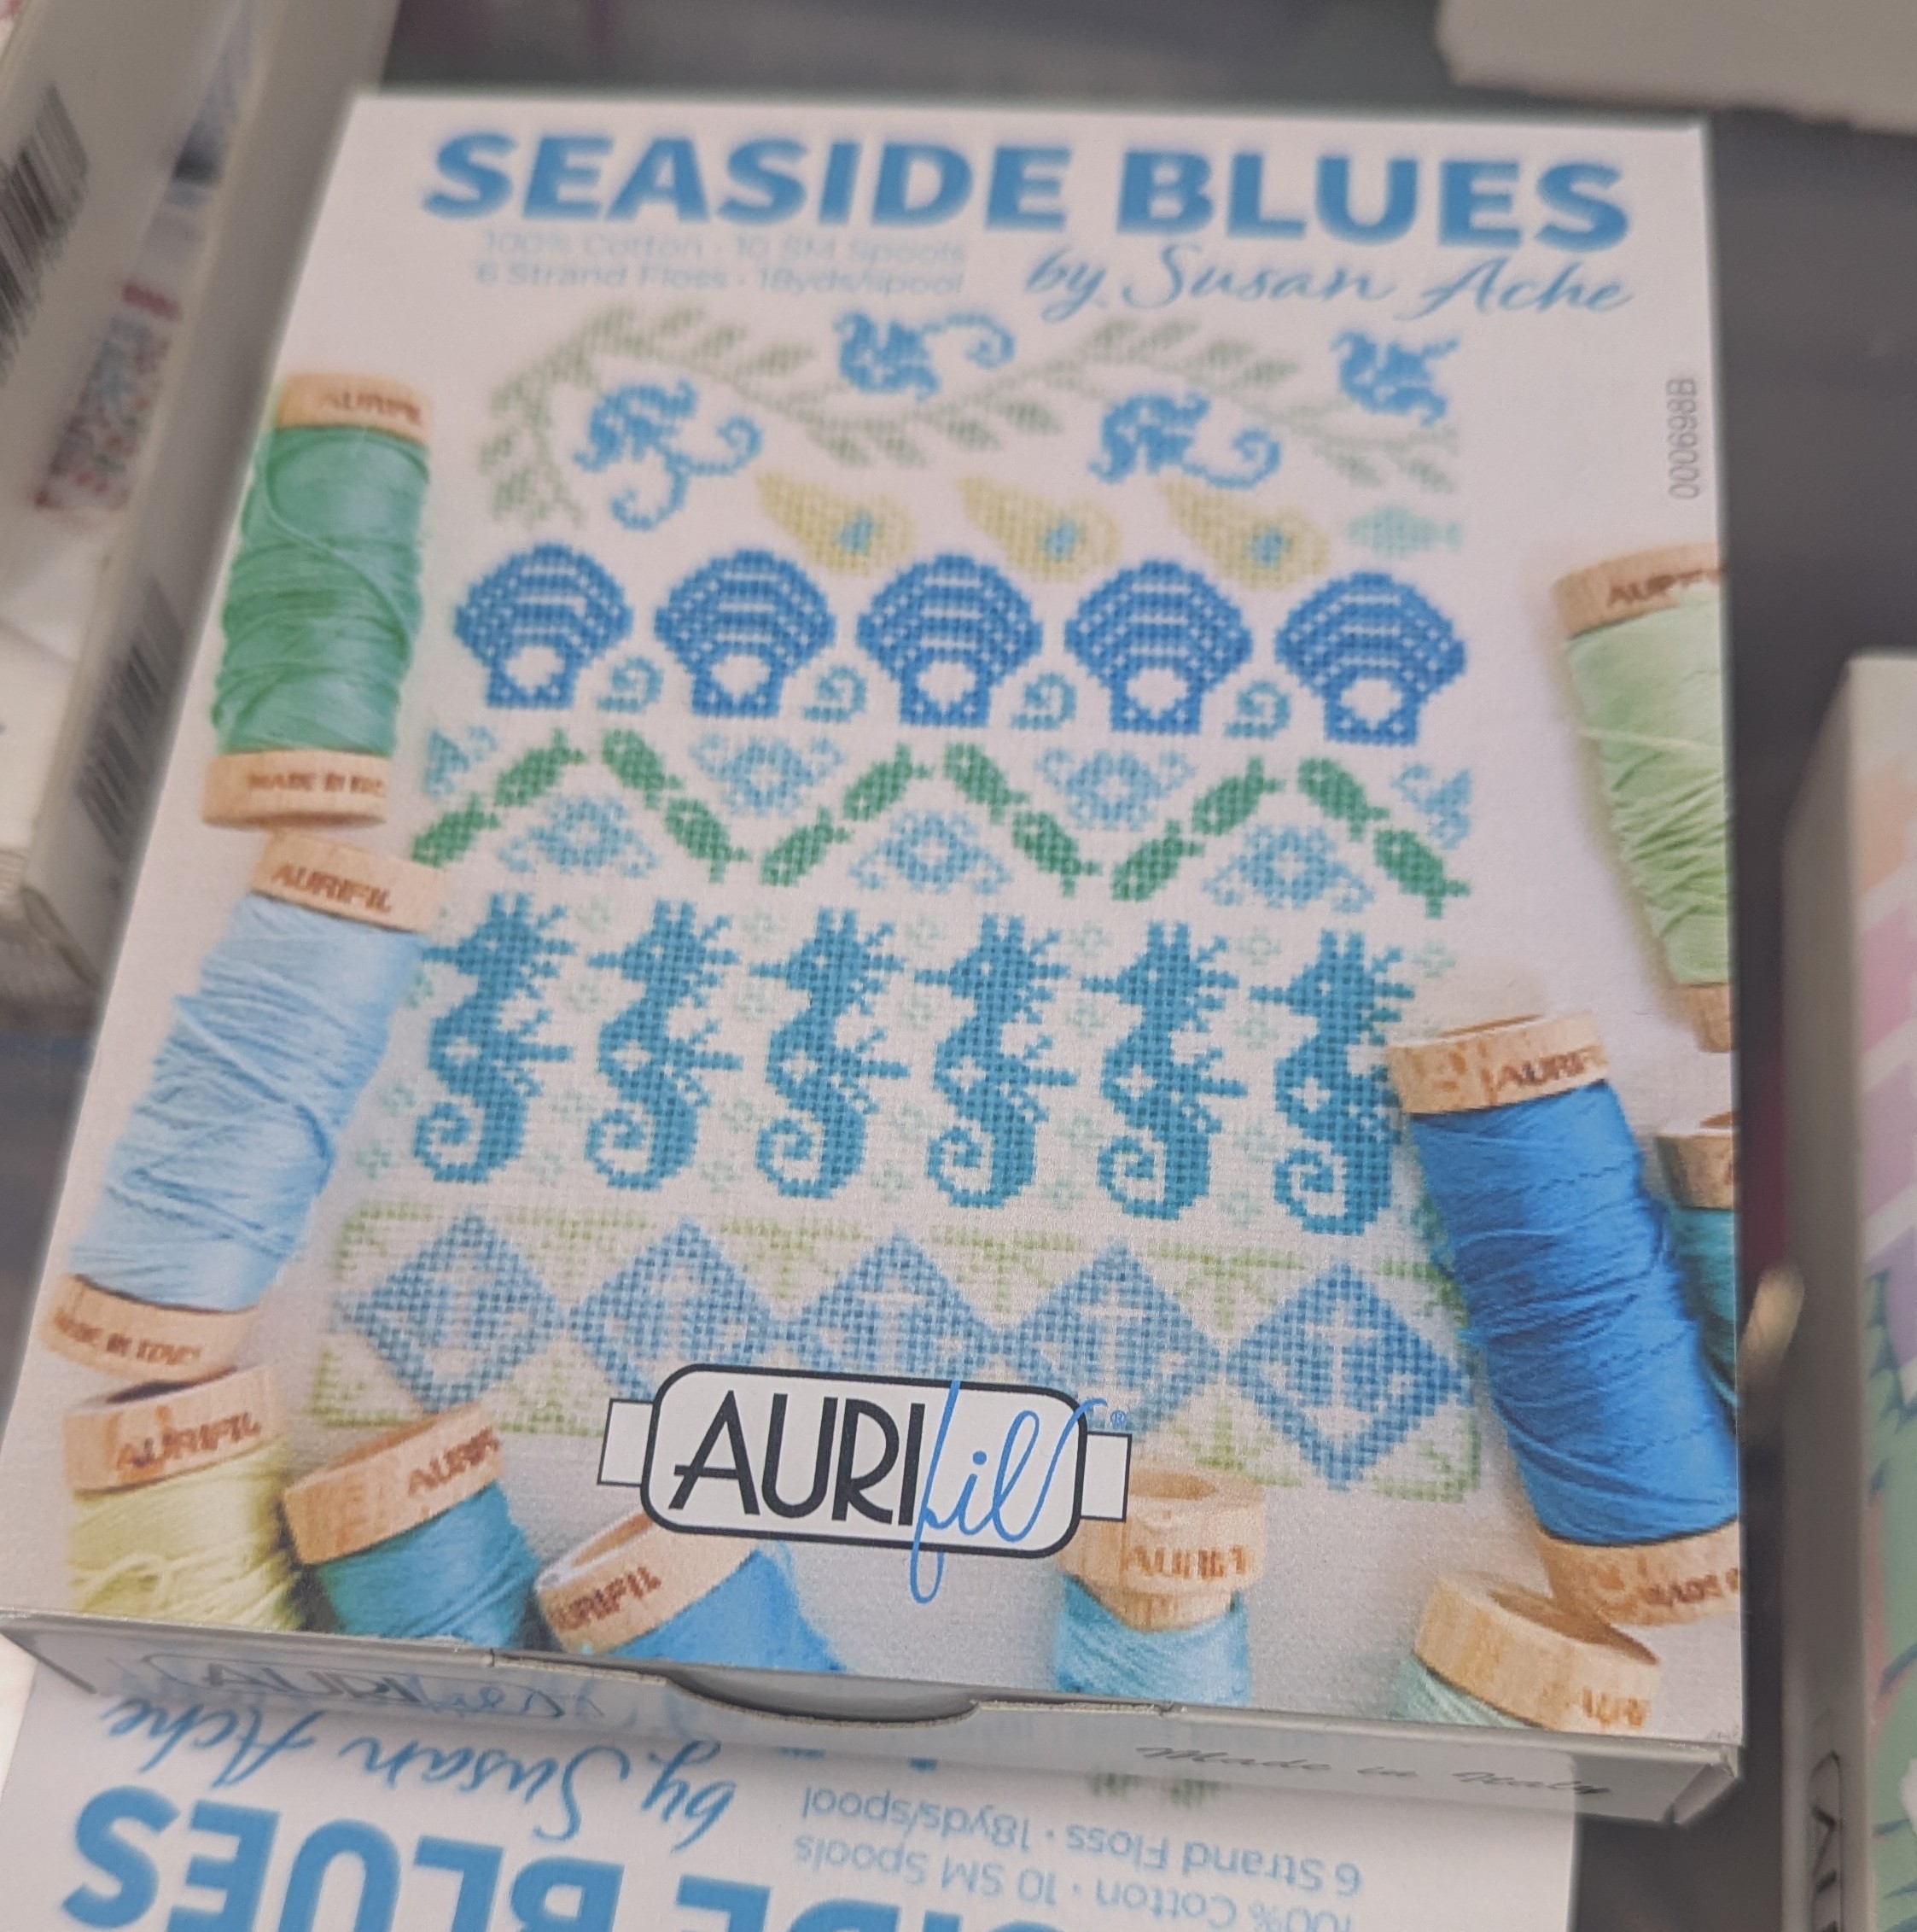 SEASIDE BLUES
100% Cotton · 10 SM Spools
6 Strand Floss · 18yds/spool
by Susan Ache
000698B
AURIFIL
AURIFIL
MADE IN ITALY
AURIFIL
MADE IN ITALY
AURIFIL
AURIFIL
AURIFIL
AURIFIL
AURIFIL
MADE
AURIfil®
AURIfil
Made in Italy
by Susan Ache
6 Strand Floss · 18yds/spool
100% Cotton · 10 SM Spools
BLUES